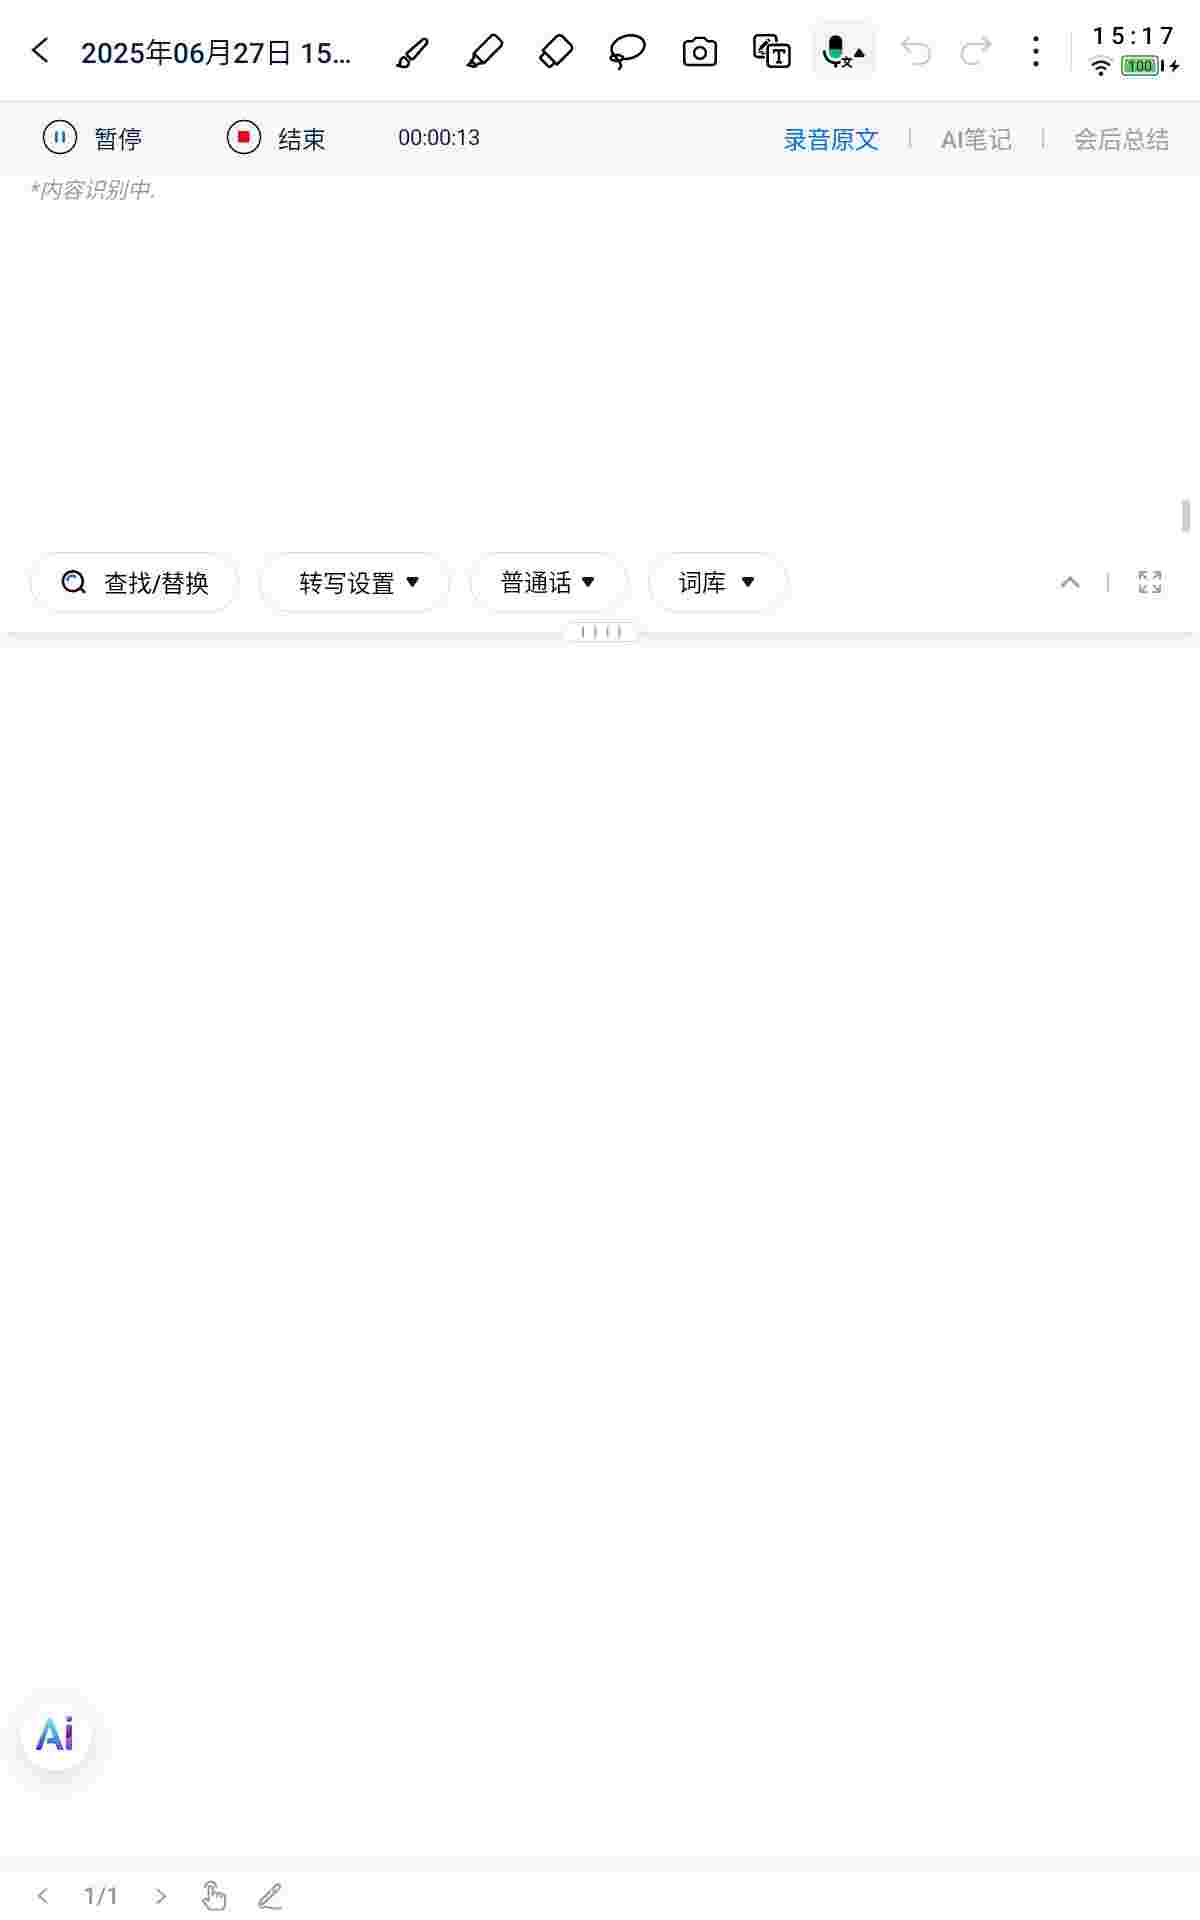 2025年06月27日 15...
15:17
100
暂停 结束 00:00:13 录音原文 AI笔记 会后总结
*内容识别中.
查找/替换 转写设置 普通话 词库
Ai
1/1